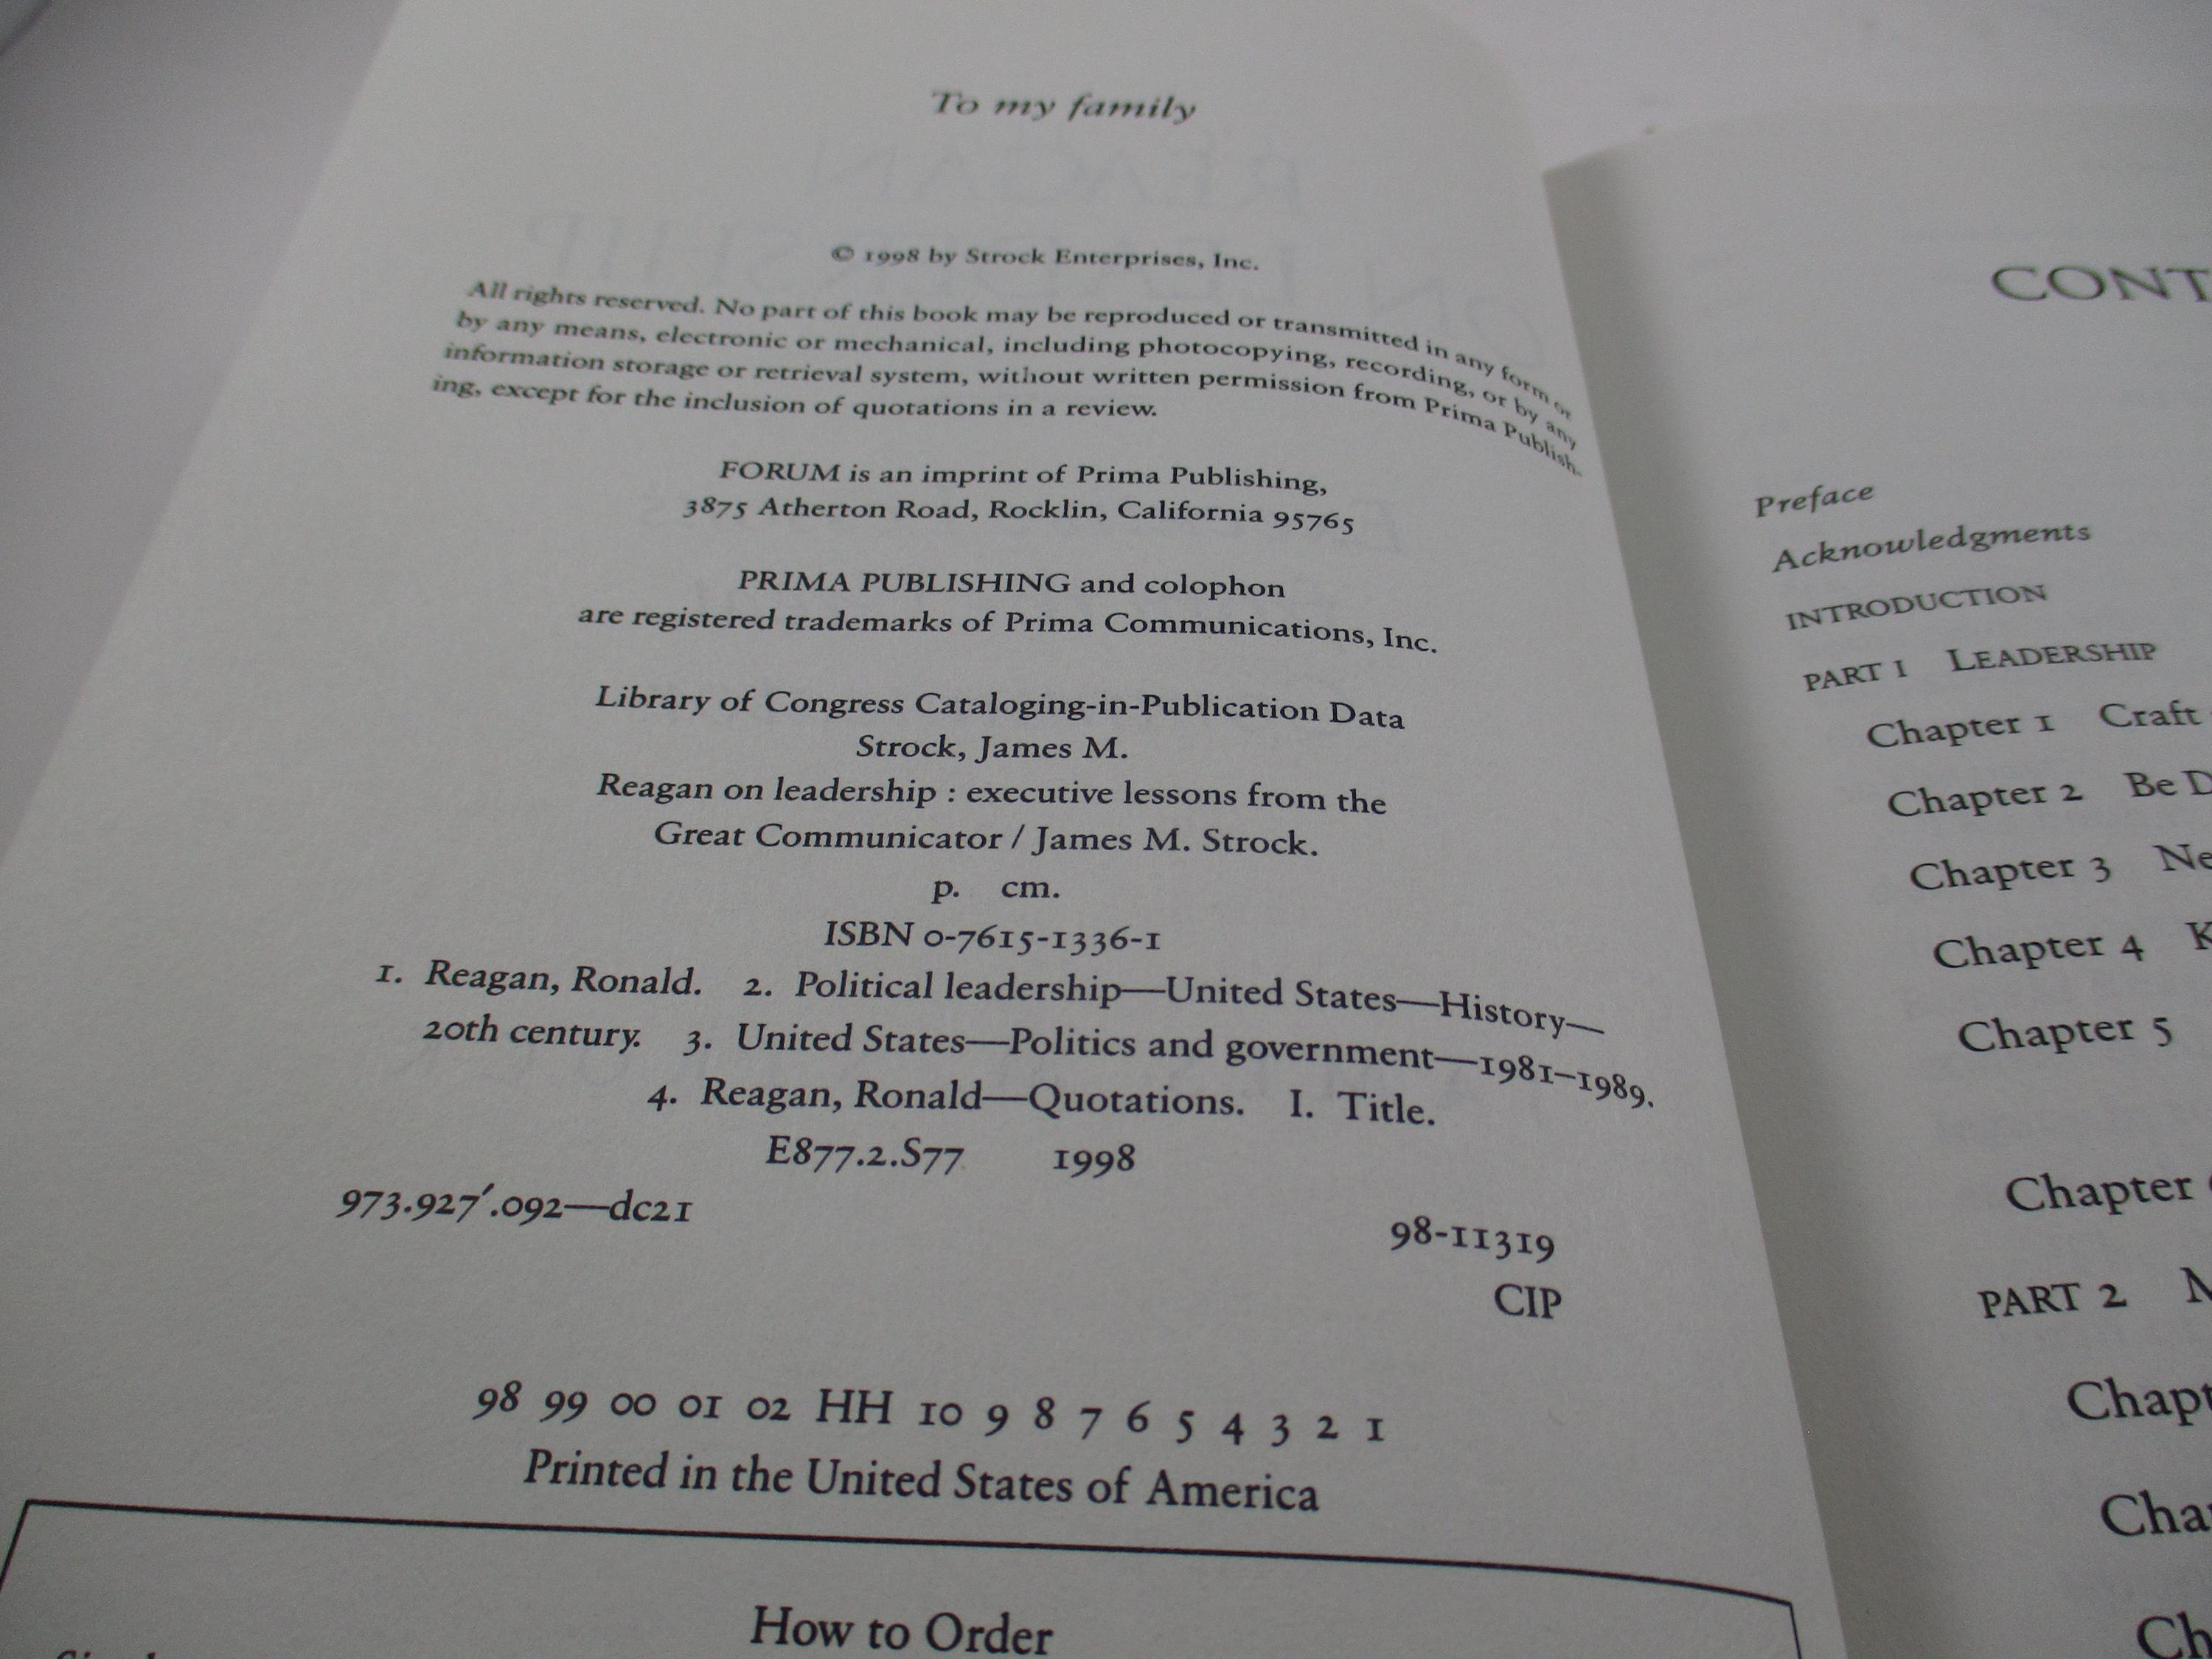 To my family
© 1998 by Strock Enterprises, Inc.
All rights reserved. No part of this book may be reproduced or transmitted in any form or
by any means, electronic or mechanical, including photocopying, recording, or by any
information storage or retrieval system, without written permission from Prima Publish-
ing, except for the inclusion of quotations in a review.
FORUM is an imprint of Prima Publishing,
3875 Atherton Road, Rocklin, California 95765
PRIMA PUBLISHING and colophon
are registered trademarks of Prima Communications, Inc.
Library of Congress Cataloging-in-Publication Data
Strock, James M.
Reagan on leadership : executive lessons from the
Great Communicator / James M. Strock.
p. cm.
ISBN 0-7615-1336-1
1. Reagan, Ronald. 2. Political leadership—United States—History—
20th century. 3. United States—Politics and government—1981–1989.
4. Reagan, Ronald—Quotations. I. Title.
E877.2.S77 1998
973.927′.092—dc21
98-11319
CIP
98 99 00 01 02 HH 10 9 8 7 6 5 4 3 2 1
Printed in the United States of America
How to Order
CONT
Preface
Acknowledgments
INTRODUCTION
PART 1 LEADERSHIP
Chapter 1 Craft
Chapter 2 Be D
Chapter 3 Ne
Chapter 4 K
Chapter 5
Chapter
PART 2 M
Chapt
Cha
Ch